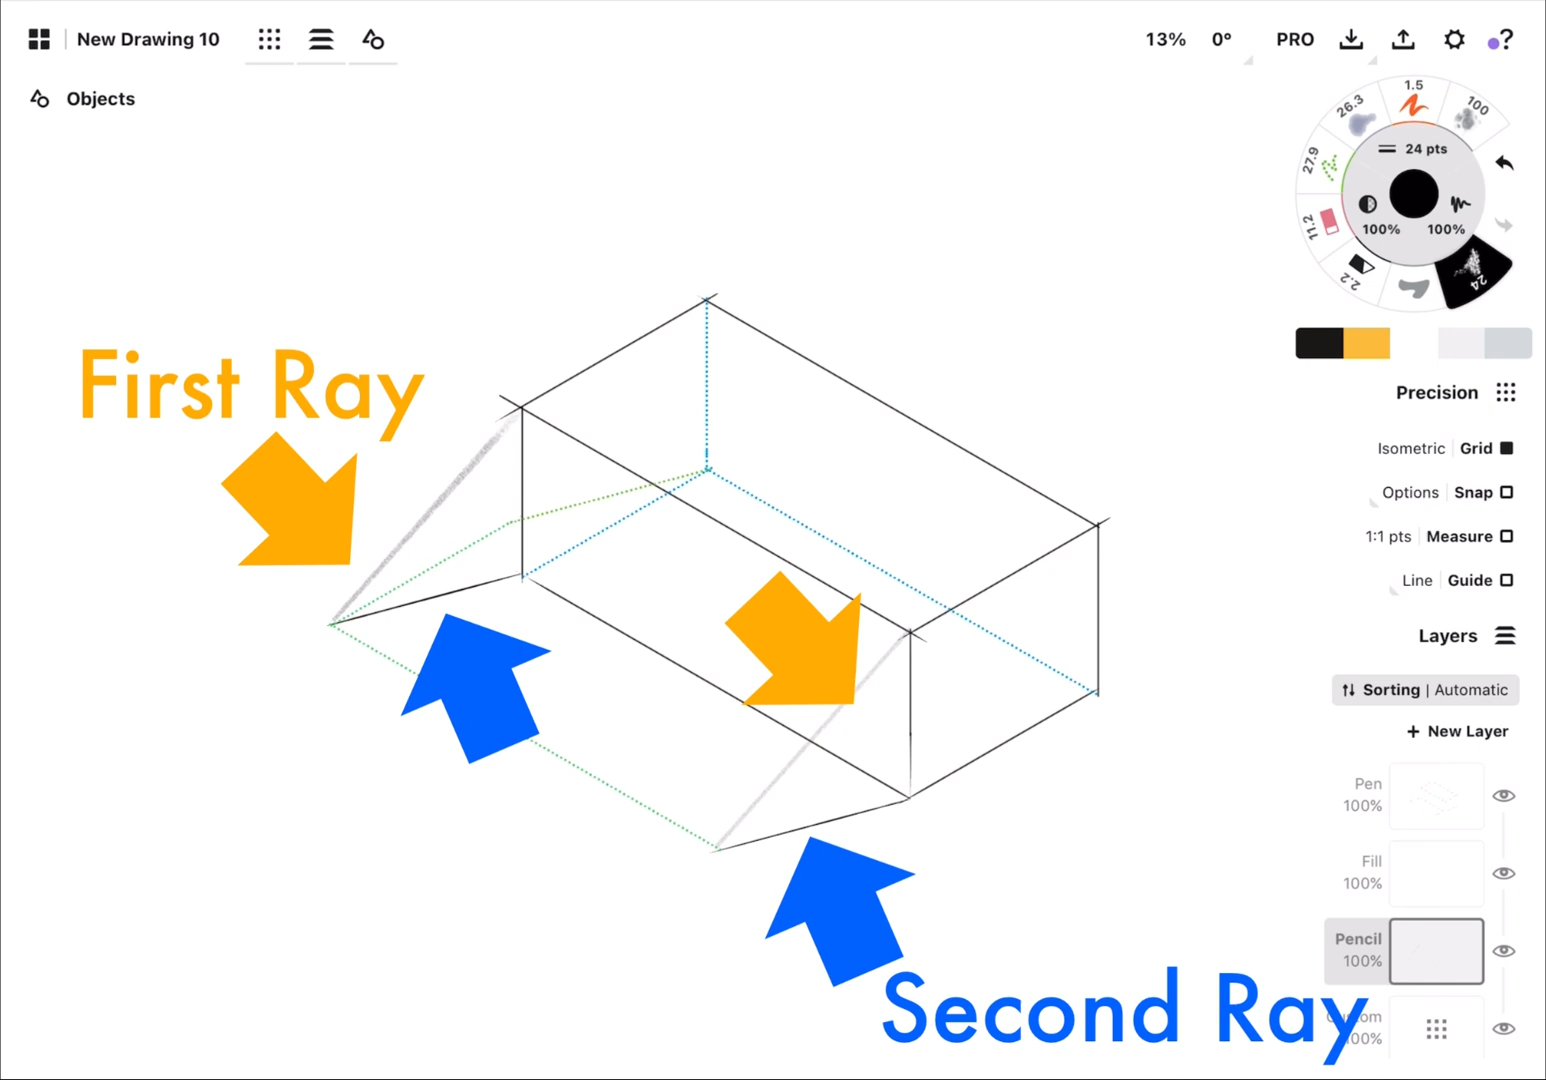 New Drawing 10
13% 0° PRO ?
Objects
1.5
26.3
100
27.9
24 pts
11.2
100% 100%
2.2
24
First Ray
Precision
Isometric Grid
Options Snap
1:1 pts Measure
Line Guide
Layers
Sorting | Automatic
+ New Layer
Pen
100%
Fill
100%
Pencil
100%
Second Ray
100%